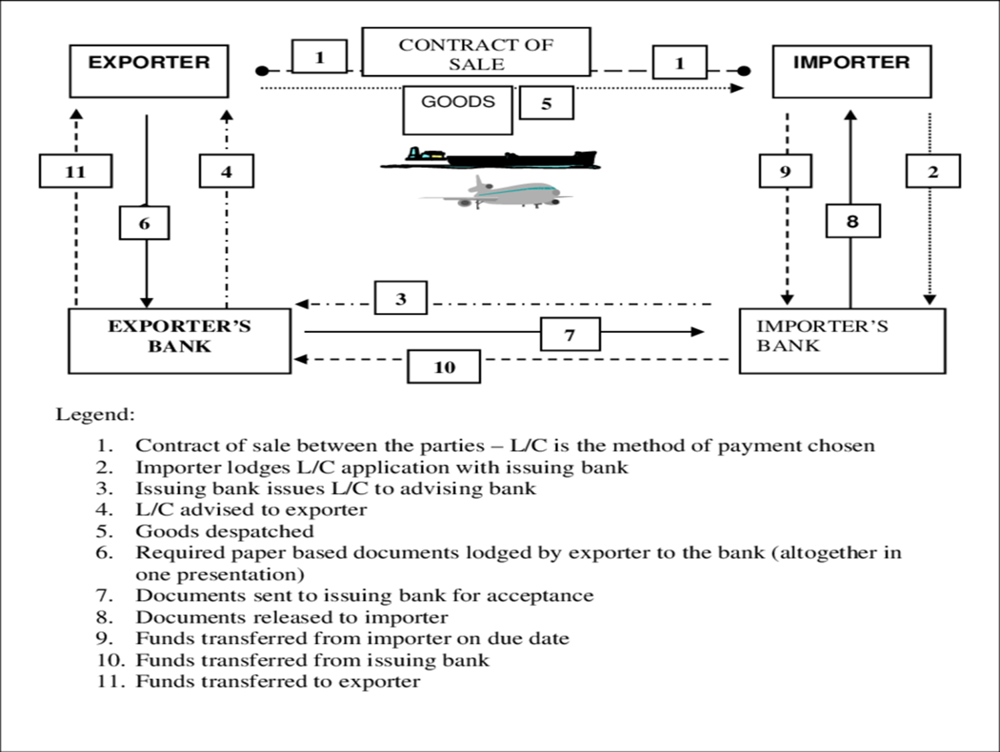 EXPORTER
1
CONTRACT OF
SALE
1
IMPORTER
GOODS
5
11
6
4
9
8
2
3
7
10
EXPORTER’S
BANK
IMPORTER’S
BANK
Legend:
1. Contract of sale between the parties – L/C is the method of payment chosen
2. Importer lodges L/C application with issuing bank
3. Issuing bank issues L/C to advising bank
4. L/C advised to exporter
5. Goods despatched
6. Required paper based documents lodged by exporter to the bank (altogether in
one presentation)
7. Documents sent to issuing bank for acceptance
8. Documents released to importer
9. Funds transferred from importer on due date
10. Funds transferred from issuing bank
11. Funds transferred to exporter